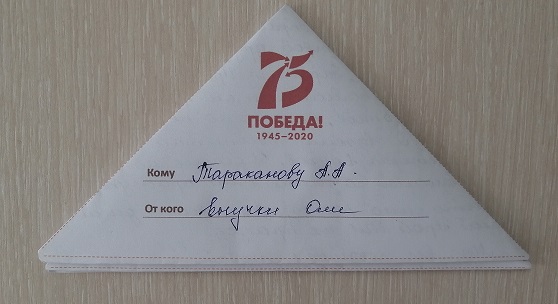 75
ПОБЕДА!
1945–2020
Кому Тараканову А.А.
От кого Внучки Оли